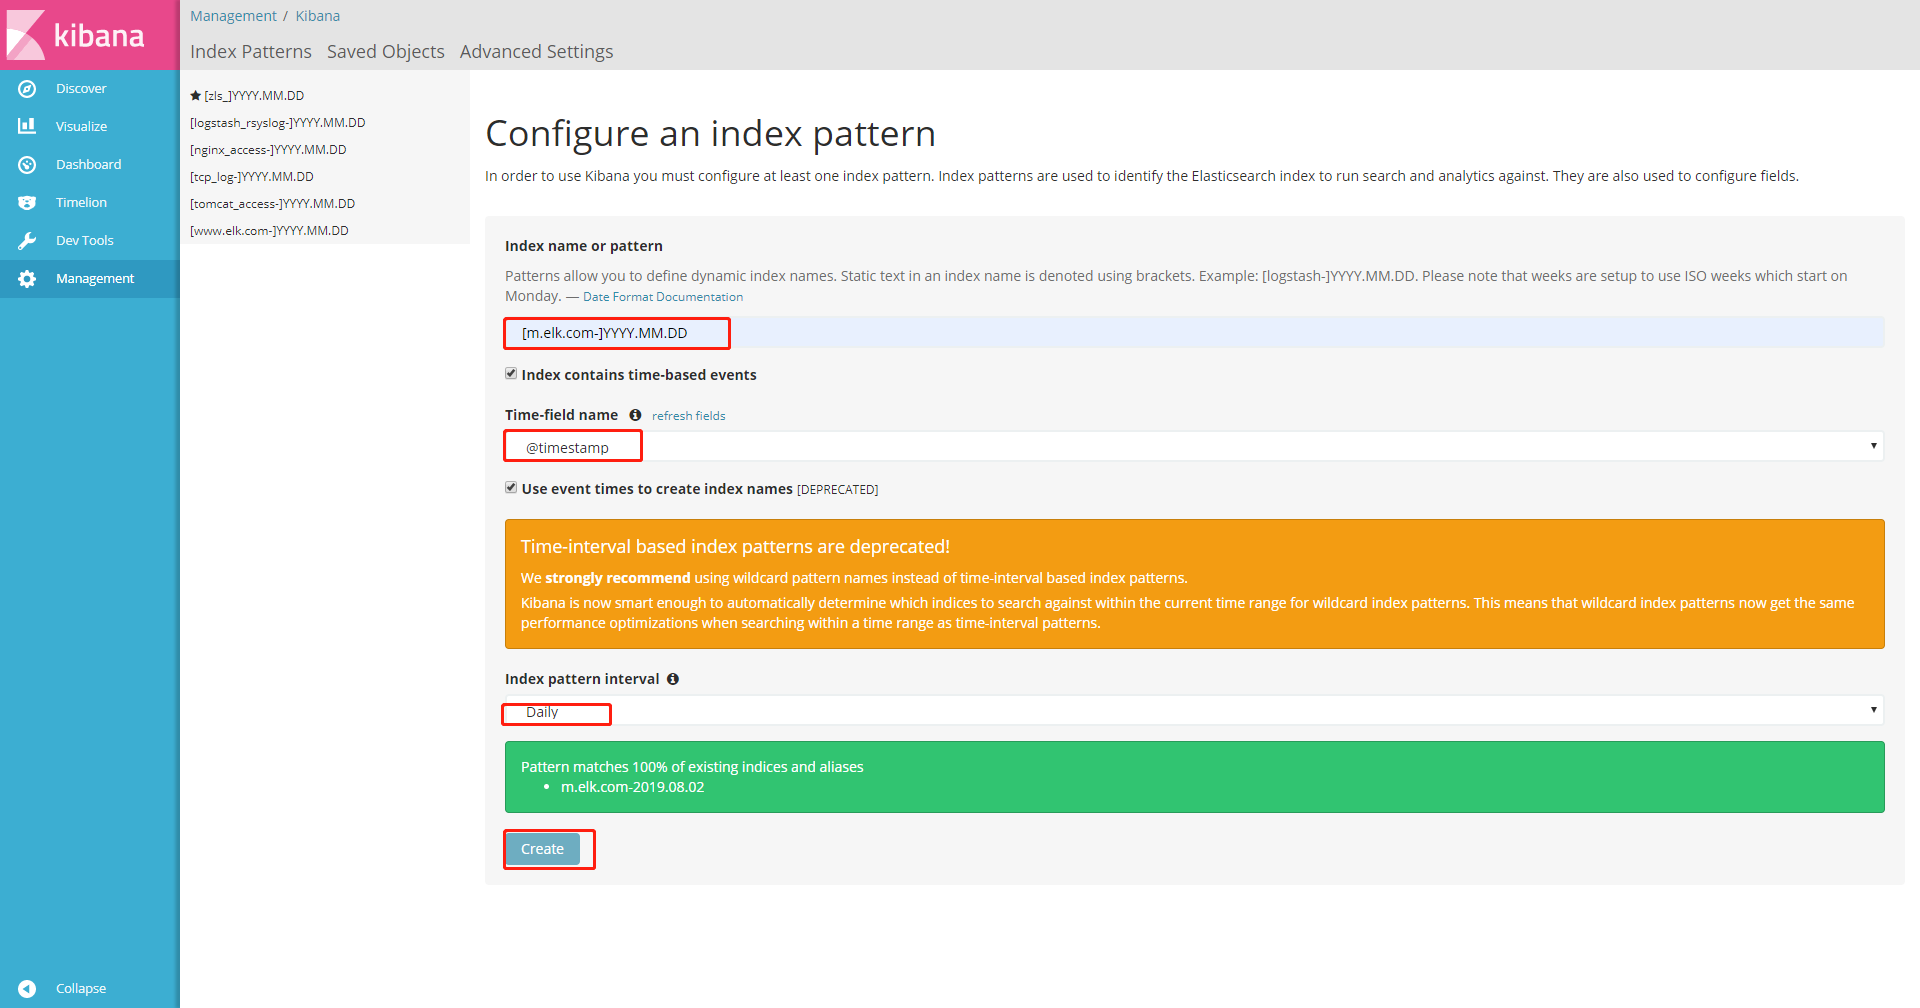 kibana
Management / Kibana
Index Patterns Saved Objects Advanced Settings
Discover
Visualize
Dashboard
Timelion
Dev Tools
Management
Collapse
[zls_]YYYY.MM.DD
[logstash_rsyslog-]YYYY.MM.DD
[nginx_access-]YYYY.MM.DD
[tcp_log-]YYYY.MM.DD
[tomcat_access-]YYYY.MM.DD
[www.elk.com-]YYYY.MM.DD
Configure an index pattern
In order to use Kibana you must configure at least one index pattern. Index patterns are used to identify the Elasticsearch index to run search and analytics against. They are also used to configure fields.
Index name or pattern
Patterns allow you to define dynamic index names. Static text in an index name is denoted using brackets. Example: [logstash-]YYYY.MM.DD. Please note that weeks are setup to use ISO weeks which start on
Monday. — Date Format Documentation
[m.elk.com-]YYYY.MM.DD
Index contains time-based events
Time-field name refresh fields
@timestamp
Use event times to create index names [DEPRECATED]
Time-interval based index patterns are deprecated!
We strongly recommend using wildcard pattern names instead of time-interval based index patterns.
Kibana is now smart enough to automatically determine which indices to search against within the current time range for wildcard index patterns. This means that wildcard index patterns now get the same
performance optimizations when searching within a time range as time-interval patterns.
Index pattern interval
Daily
Pattern matches 100% of existing indices and aliases
• m.elk.com-2019.08.02
Create